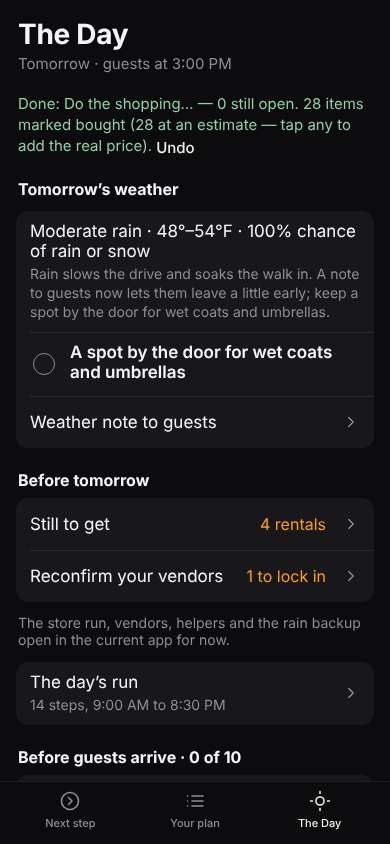 The Day
Tomorrow · guests at 3:00 PM
Done: Do the shopping… — 0 still open. 28 items
marked bought (28 at an estimate — tap any to
add the real price). Undo
Tomorrow’s weather
Moderate rain · 48°–54°F · 100% chance
of rain or snow
Rain slows the drive and soaks the walk in. A note
to guests now lets them leave a little early; keep a
spot by the door for wet coats and umbrellas.
A spot by the door for wet coats
and umbrellas
Weather note to guests
Before tomorrow
Still to get 4 rentals
Reconfirm your vendors 1 to lock in
The store run, vendors, helpers and the rain backup
open in the current app for now.
The day’s run
14 steps, 9:00 AM to 8:30 PM
Before guests arrive · 0 of 10
Next step Your plan The Day